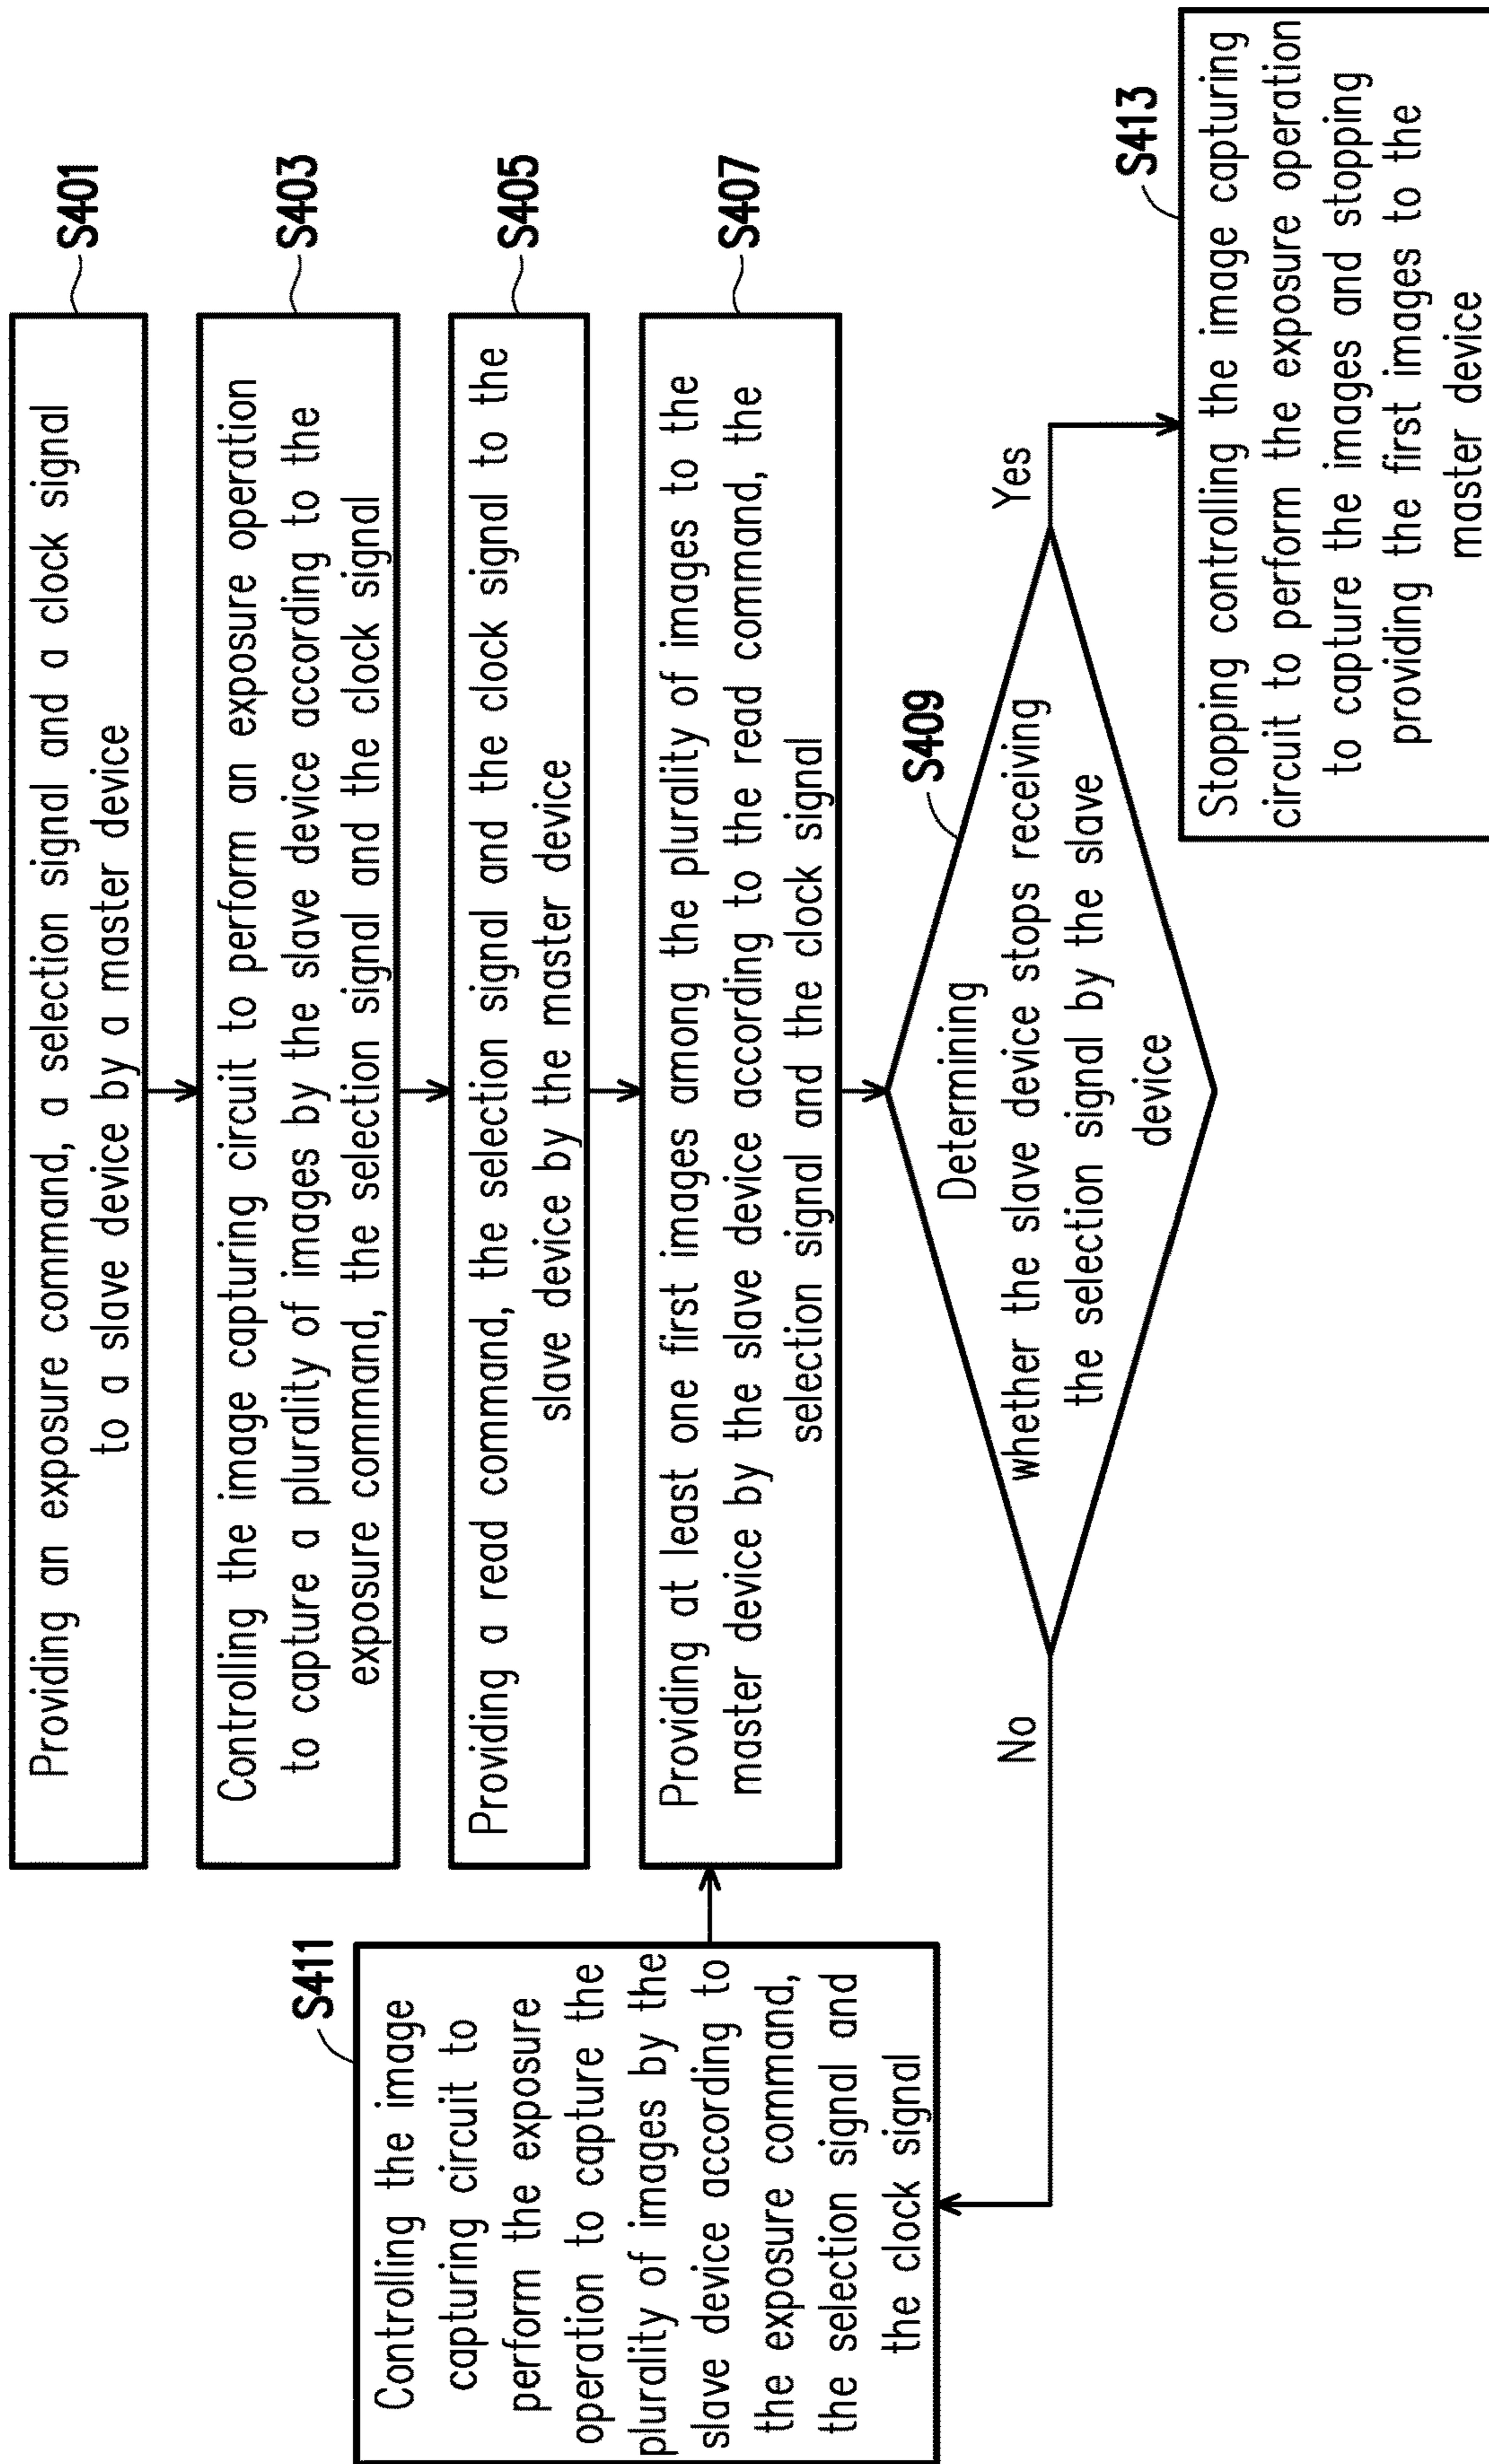 Providing an exposure command, a selection signal and a clock signal
to a slave device by a master device
S401
Controlling the image capturing circuit to perform an exposure operation
to capture a plurality of images by the slave device according to the
exposure command, the selection signal and the clock signal
S403
Providing a read command, the selection signal and the clock signal to the
slave device by the master device
S405
Providing at least one first images among the plurality of images to the
master device by the slave device according to the read command, the
selection signal and the clock signal
S407
Determining
whether the slave device stops receiving
the selection signal by the slave
device
S409
No
Yes
S411
Controlling the image
capturing circuit to
perform the exposure
operation to capture the
plurality of images by the
slave device according to
the exposure command,
the selection signal and
the clock signal
S413
Stopping controlling the image capturing
circuit to perform the exposure operation
to capture the images and stopping
providing the first images to the
master device